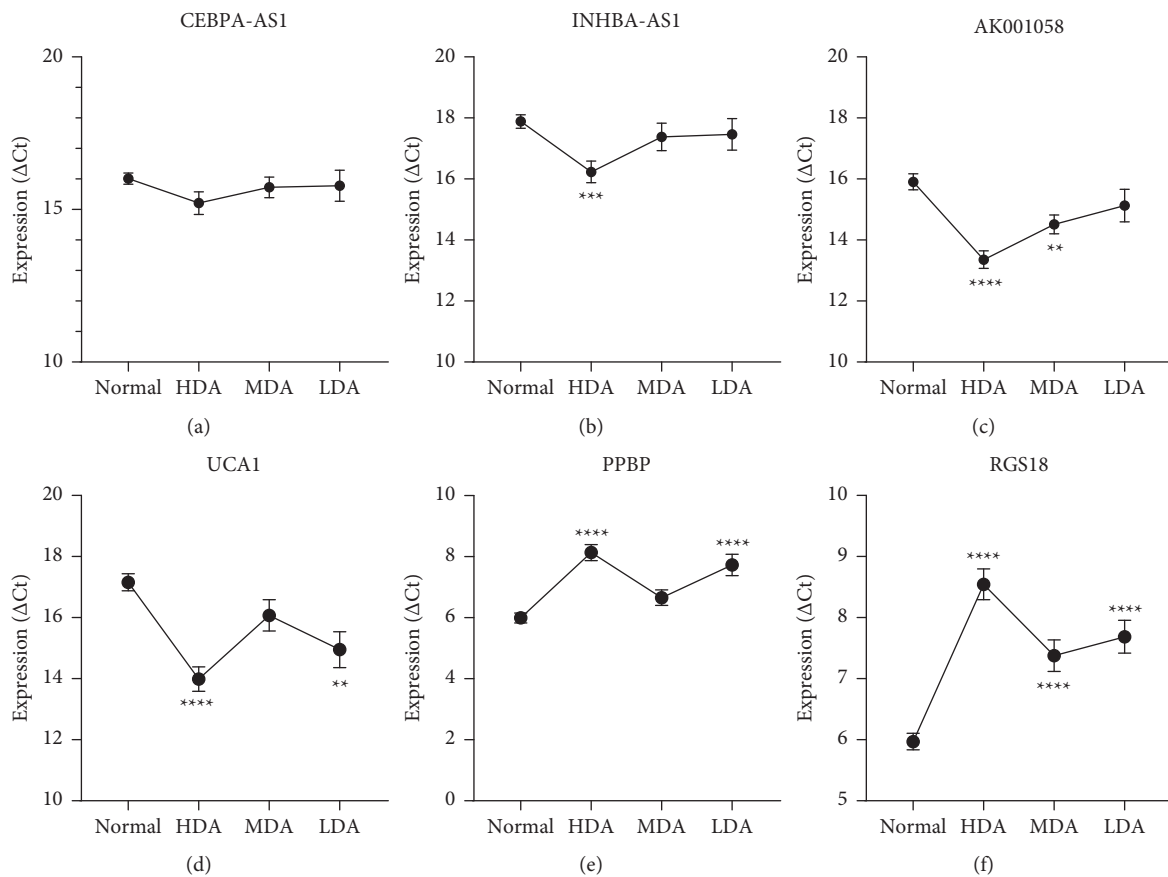 CEBPA-AS1
20
15
10
Expression (ΔCt)
Normal HDA MDA LDA
(a)
INHBA-AS1
20
18
16
14
12
10
Expression (ΔCt)
***
Normal HDA MDA LDA
(b)
AK001058
20
18
16
14
12
10
Expression (ΔCt)
****
**
Normal HDA MDA LDA
(c)
UCA1
20
18
16
14
12
10
Expression (ΔCt)
****
**
Normal HDA MDA LDA
(d)
PPBP
10
8
6
4
2
0
Expression (ΔCt)
****
****
Normal HDA MDA LDA
(e)
RGS18
10
9
8
7
6
5
Expression (ΔCt)
****
****
****
Normal HDA MDA LDA
(f)